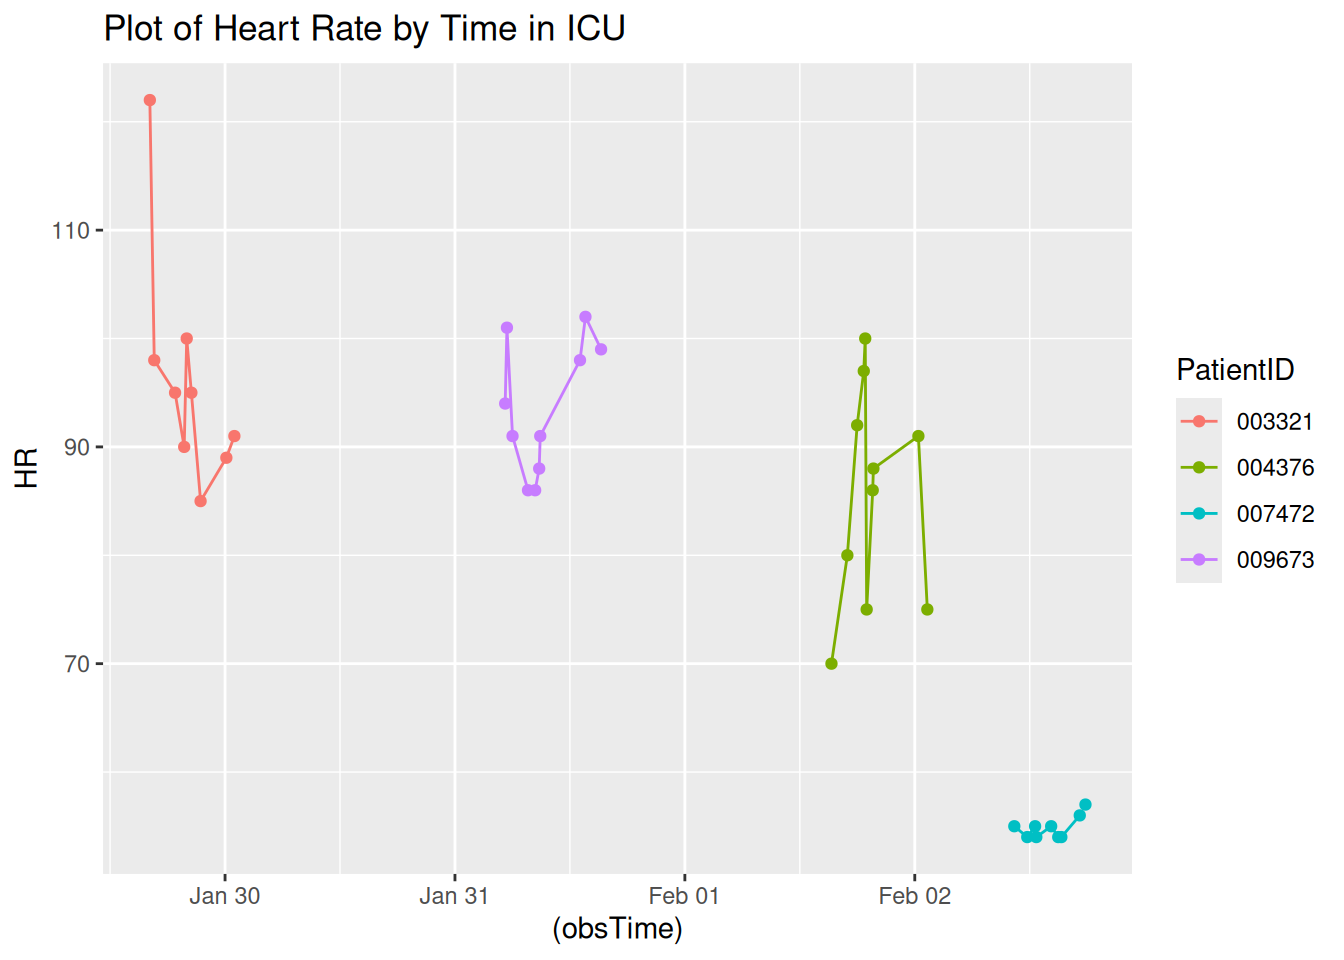 Plot of Heart Rate by Time in ICU
110
90
70
HR
Jan 30
Jan 31
Feb 01
Feb 02
(obsTime)
PatientID
003321
004376
007472
009673